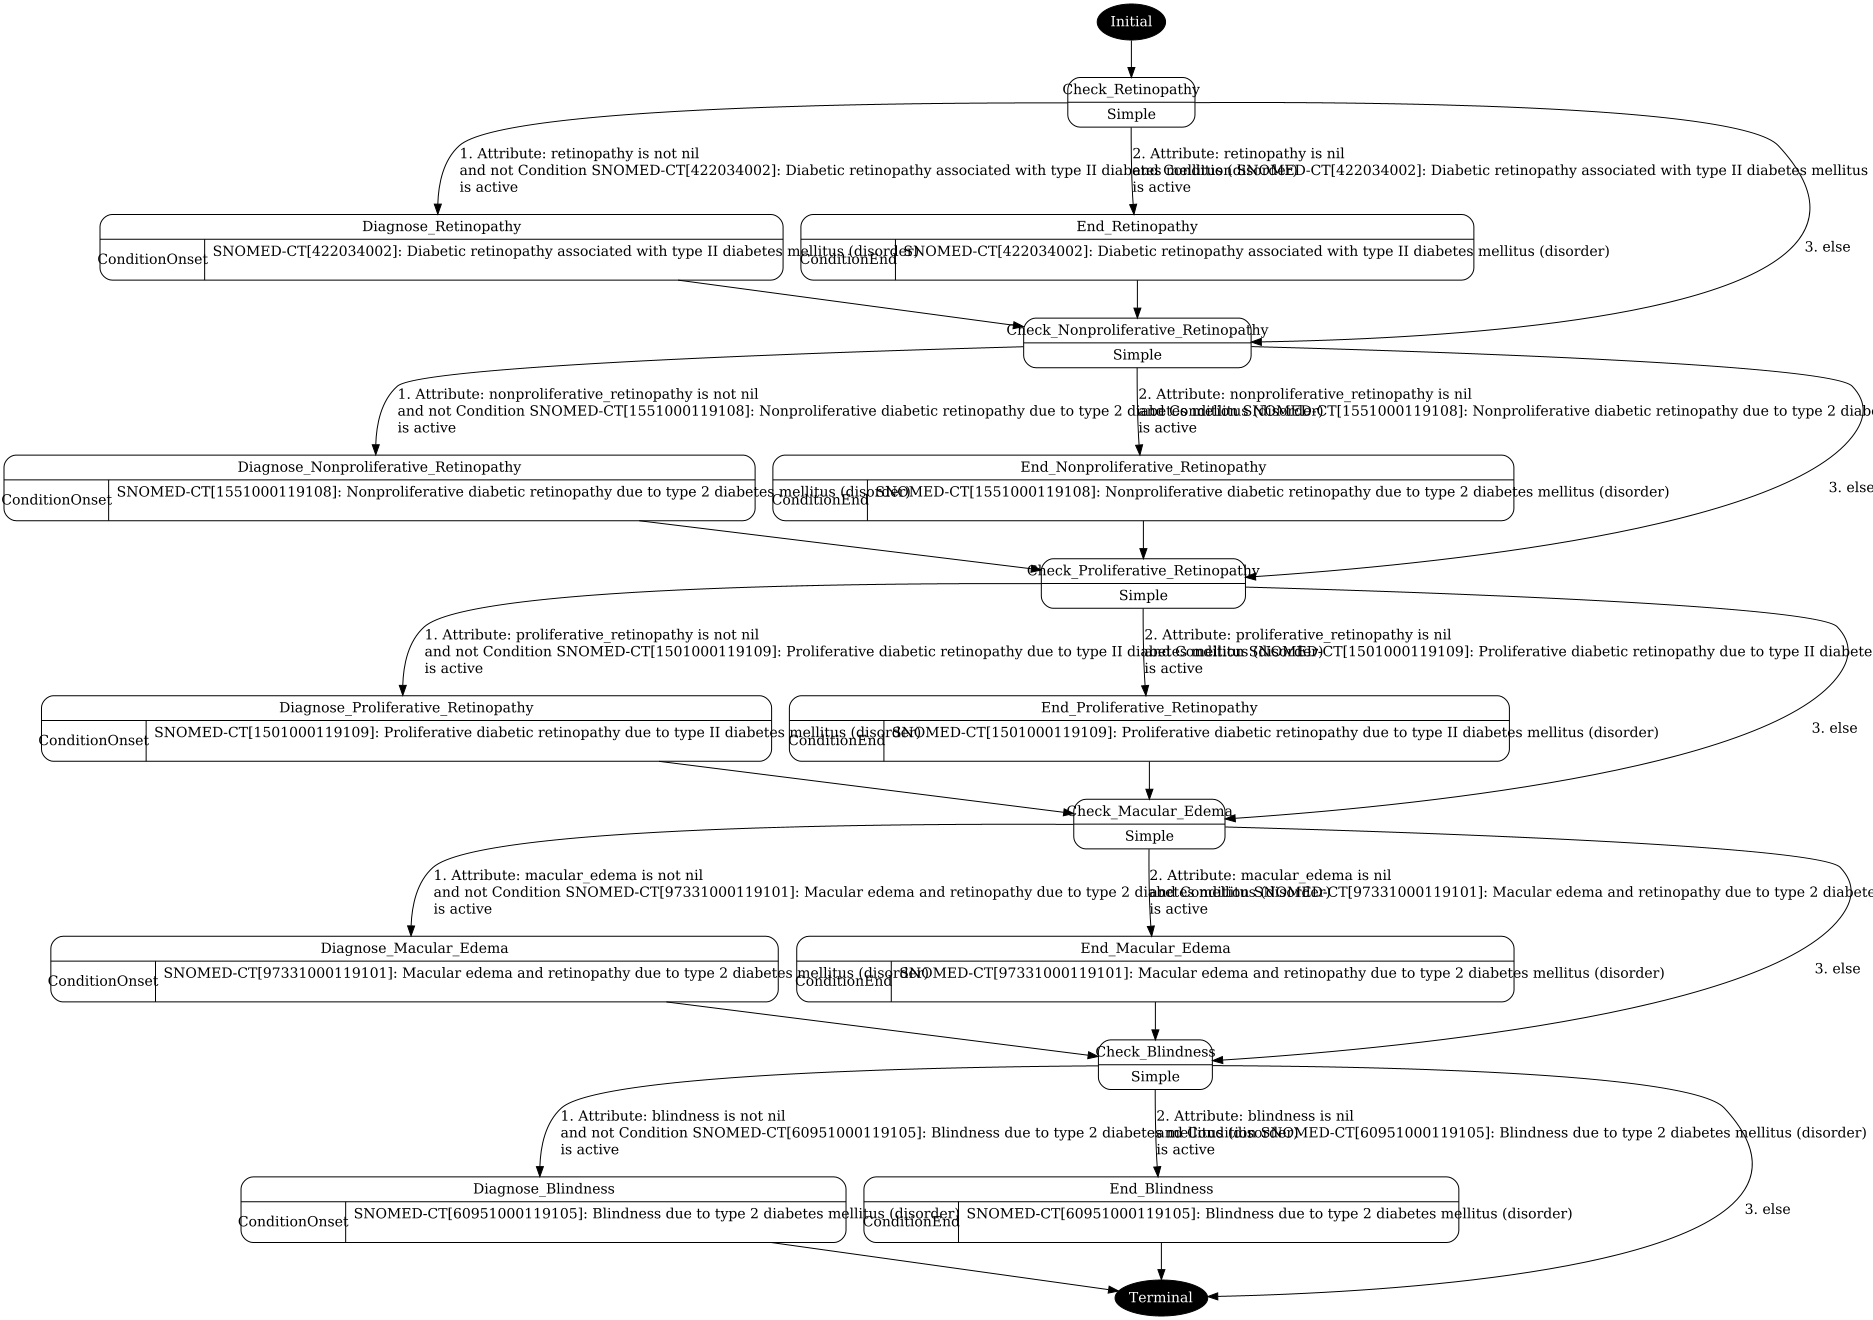 Initial
Check_Retinopathy
Simple
1. Attribute: retinopathy is not nil
and not Condition SNOMED-CT[422034002]: Diabetic retinopathy associated with type II diabetes mellitus (disorder)
is active
2. Attribute: retinopathy is nil
and Condition SNOMED-CT[422034002]: Diabetic retinopathy associated with type II diabetes mellitus
is active
3. else
Diagnose_Retinopathy
ConditionOnset
SNOMED-CT[422034002]: Diabetic retinopathy associated with type II diabetes mellitus (disorder)
End_Retinopathy
ConditionEnd
SNOMED-CT[422034002]: Diabetic retinopathy associated with type II diabetes mellitus (disorder)
Check_Nonproliferative_Retinopathy
Simple
1. Attribute: nonproliferative_retinopathy is not nil
and not Condition SNOMED-CT[1551000119108]: Nonproliferative diabetic retinopathy due to type 2 diabetes mellitus (disorder)
is active
2. Attribute: nonproliferative_retinopathy is nil
and Condition SNOMED-CT[1551000119108]: Nonproliferative diabetic retinopathy due to type 2
is active
3. else
Diagnose_Nonproliferative_Retinopathy
ConditionOnset
SNOMED-CT[1551000119108]: Nonproliferative diabetic retinopathy due to type 2 diabetes mellitus (disorder)
End_Nonproliferative_Retinopathy
ConditionEnd
SNOMED-CT[1551000119108]: Nonproliferative diabetic retinopathy due to type 2 diabetes mellitus (disorder)
Check_Proliferative_Retinopathy
Simple
1. Attribute: proliferative_retinopathy is not nil
and not Condition SNOMED-CT[1501000119109]: Proliferative diabetic retinopathy due to type II diabetes mellitus (disorder)
is active
2. Attribute: proliferative_retinopathy is nil
and Condition SNOMED-CT[1501000119109]: Proliferative diabetic retinopathy due to type II
is active
3. else
Diagnose_Proliferative_Retinopathy
ConditionOnset
SNOMED-CT[1501000119109]: Proliferative diabetic retinopathy due to type II diabetes mellitus (disorder)
End_Proliferative_Retinopathy
ConditionEnd
SNOMED-CT[1501000119109]: Proliferative diabetic retinopathy due to type II diabetes mellitus (disorder)
Check_Macular_Edema
Simple
1. Attribute: macular_edema is not nil
and not Condition SNOMED-CT[97331000119101]: Macular edema and retinopathy due to type 2 diabetes mellitus (disorder)
is active
2. Attribute: macular_edema is nil
and Condition SNOMED-CT[97331000119101]: Macular edema and retinopathy due to type 2
is active
3. else
Diagnose_Macular_Edema
ConditionOnset
SNOMED-CT[97331000119101]: Macular edema and retinopathy due to type 2 diabetes mellitus (disorder)
End_Macular_Edema
ConditionEnd
SNOMED-CT[97331000119101]: Macular edema and retinopathy due to type 2 diabetes mellitus (disorder)
Check_Blindness
Simple
1. Attribute: blindness is not nil
and not Condition SNOMED-CT[60951000119105]: Blindness due to type 2 diabetes mellitus (disorder)
is active
2. Attribute: blindness is nil
and Condition SNOMED-CT[60951000119105]: Blindness due to type 2 diabetes mellitus (disorder)
is active
3. else
Diagnose_Blindness
ConditionOnset
SNOMED-CT[60951000119105]: Blindness due to type 2 diabetes mellitus (disorder)
End_Blindness
ConditionEnd
SNOMED-CT[60951000119105]: Blindness due to type 2 diabetes mellitus (disorder)
Terminal